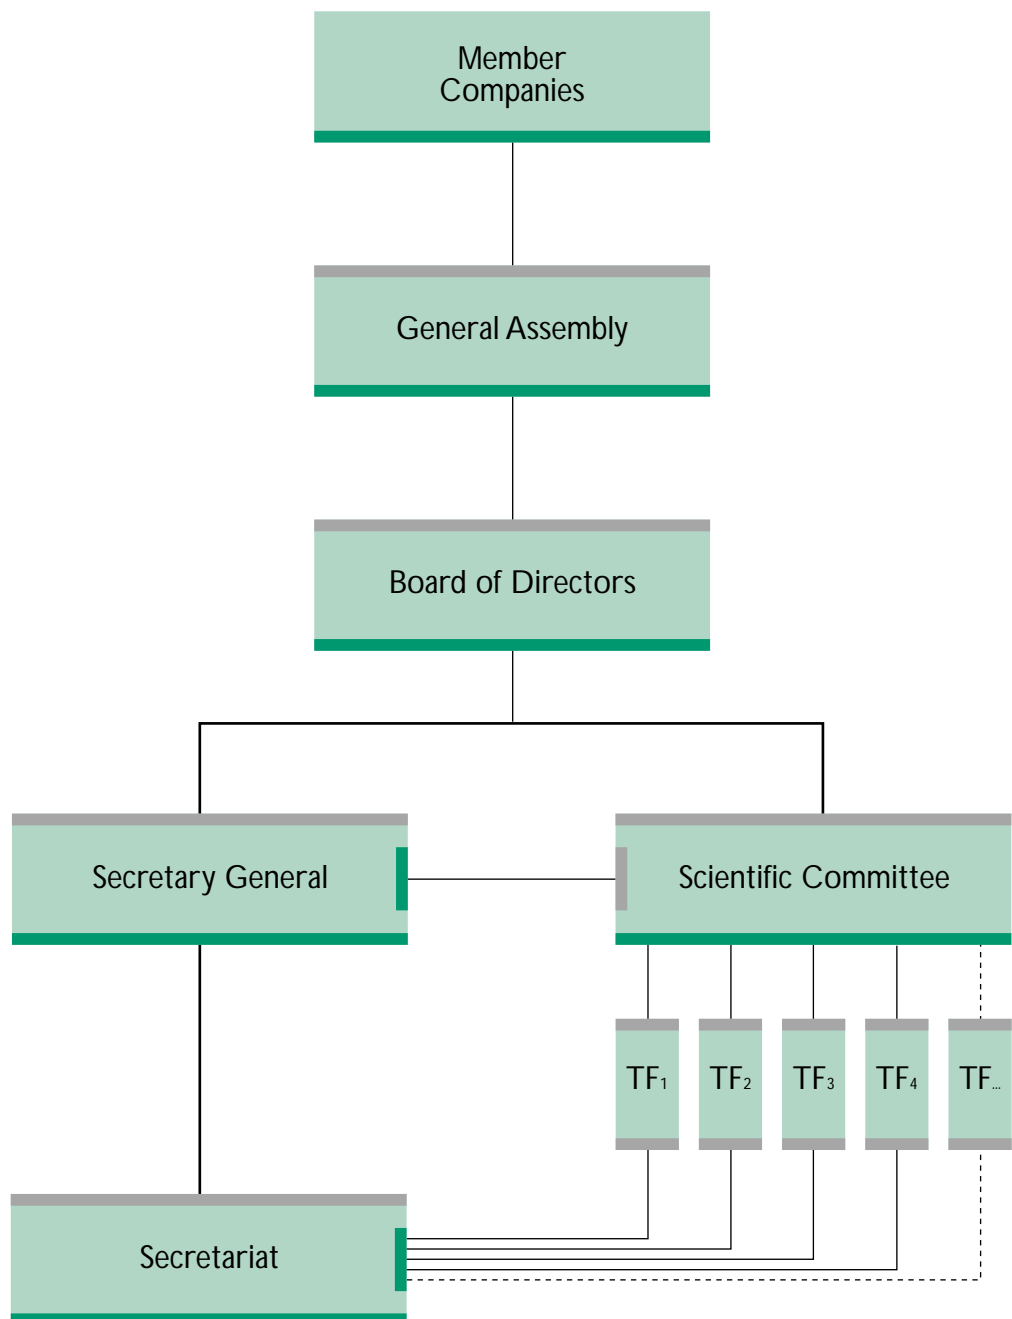 Member
Companies
General Assembly
Board of Directors
Secretary General
Scientific Committee
TF1
TF2
TF3
TF4
TF...
Secretariat